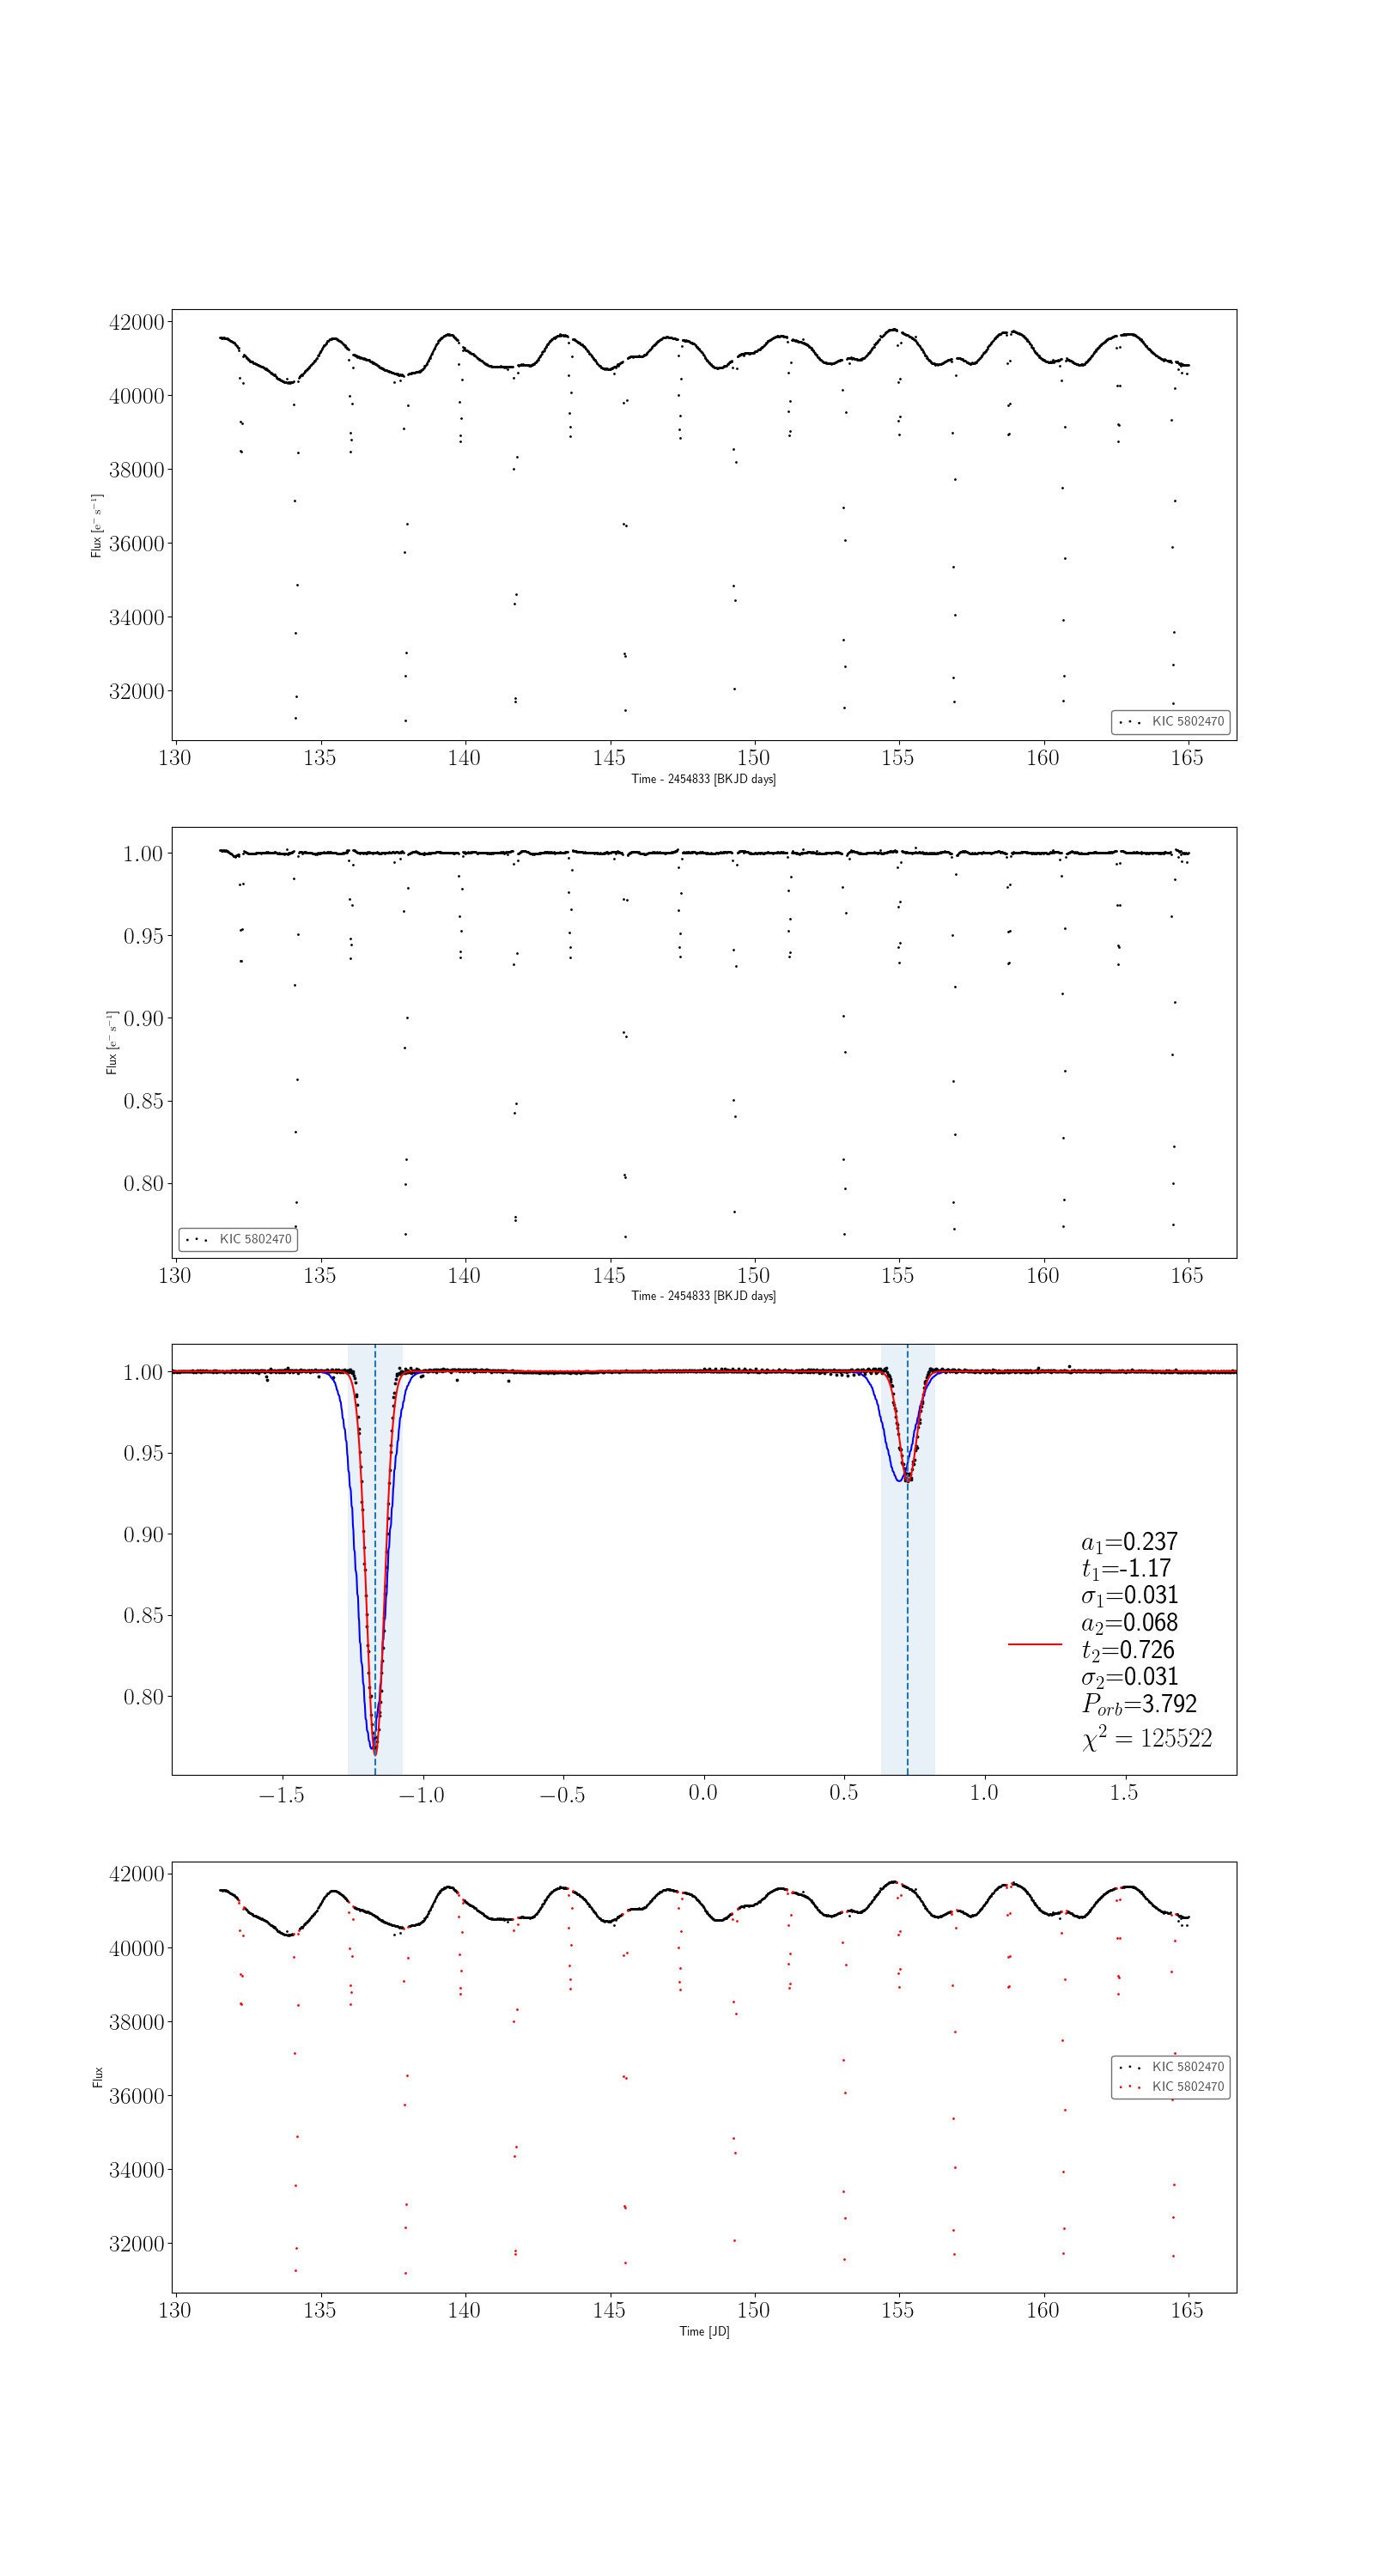 42000
40000
38000
36000
34000
32000
Flux [e⁻ s⁻¹]
KIC 5802470
130 135 140 145 150 155 160 165
Time - 2454833 [BKJD days]
1.00
0.95
0.90
0.85
0.80
Flux [e⁻ s⁻¹]
KIC 5802470
130 135 140 145 150 155 160 165
Time - 2454833 [BKJD days]
1.00
0.95
0.90
0.85
0.80
a₁=0.237
t₁=-1.17
σ₁=0.031
a₂=0.068
t₂=0.726
σ₂=0.031
P_orb=3.792
χ² = 125522
−1.5 −1.0 −0.5 0.0 0.5 1.0 1.5
42000
40000
38000
36000
34000
32000
Flux
KIC 5802470
KIC 5802470
130 135 140 145 150 155 160 165
Time [JD]